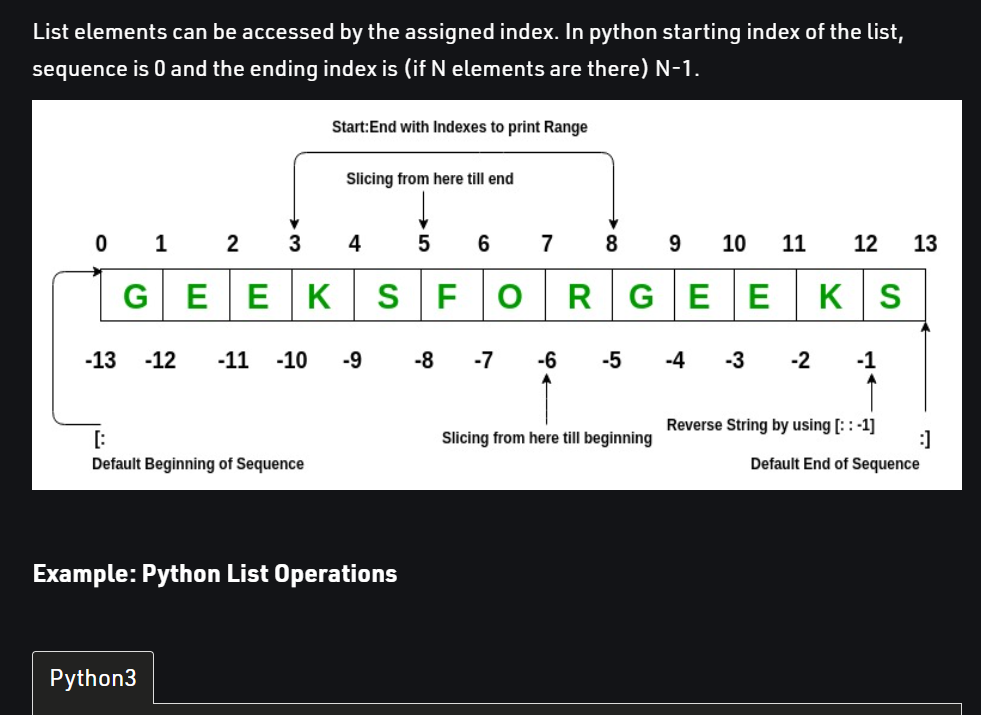 List elements can be accessed by the assigned index. In python starting index of the list,
sequence is 0 and the ending index is (if N elements are there) N-1.
Start:End with Indexes to print Range
Slicing from here till end
0 1 2 3 4 5 6 7 8 9 10 11 12 13
G E E K S F O R G E E K S
-13 -12 -11 -10 -9 -8 -7 -6 -5 -4 -3 -2 -1
Reverse String by using [: : -1]
[: Slicing from here till beginning :]
Default Beginning of Sequence Default End of Sequence
Example: Python List Operations
Python3